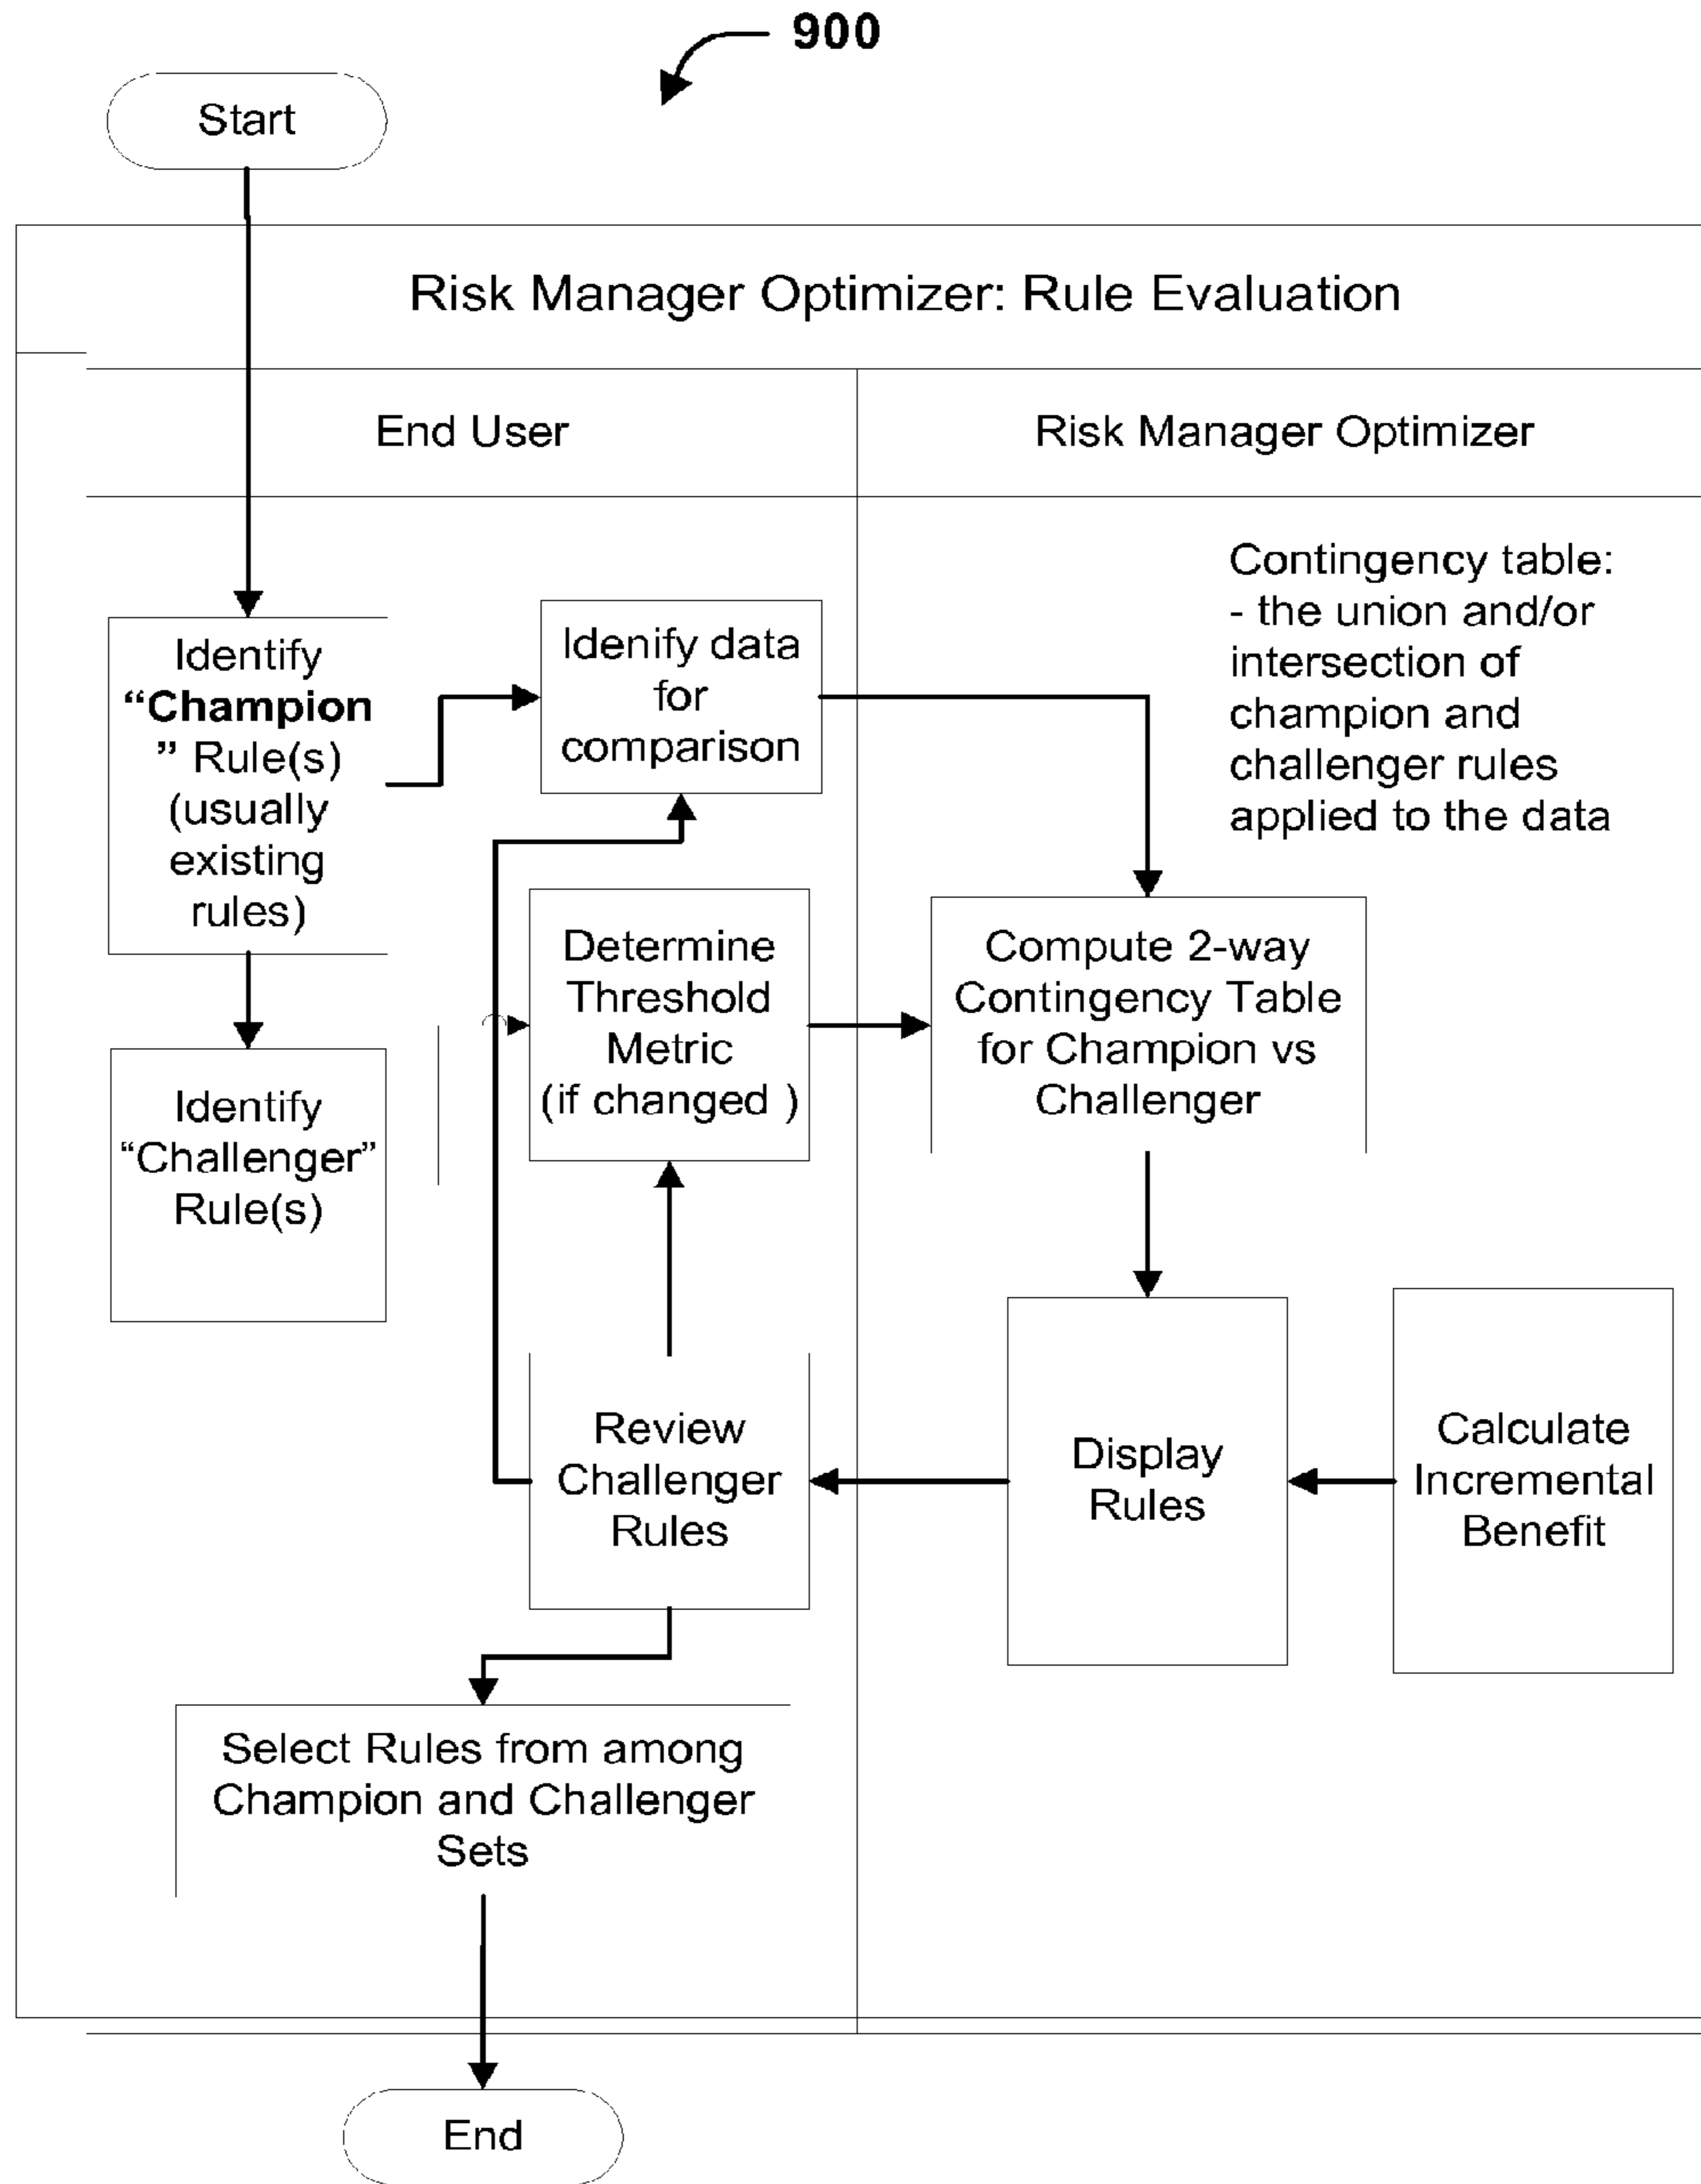 900
Start
Risk Manager Optimizer: Rule Evaluation
End User
Risk Manager Optimizer
Identify
“Champion
” Rule(s)
(usually
existing
rules)
Idenify data
for
comparison
Contingency table:
- the union and/or
intersection of
champion and
challenger rules
applied to the data
Determine
Threshold
Metric
(if changed )
Compute 2-way
Contingency Table
for Champion vs
Challenger
Identify
“Challenger”
Rule(s)
Review
Challenger
Rules
Display
Rules
Calculate
Incremental
Benefit
Select Rules from among
Champion and Challenger
Sets
End